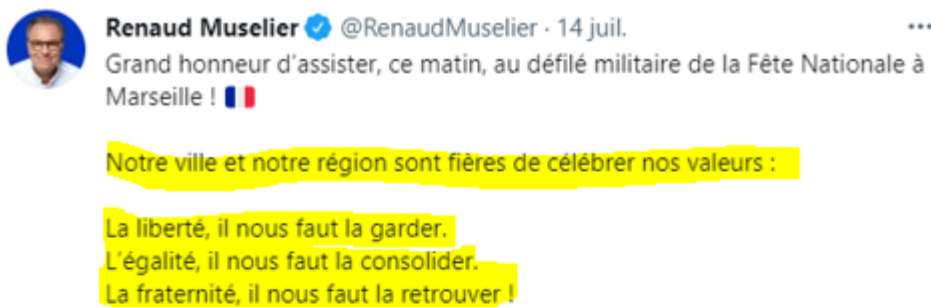 Renaud Muselier @RenaudMuselier · 14 juil.
Grand honneur d'assister, ce matin, au défilé militaire de la Fête Nationale à
Marseille !
Notre ville et notre région sont fières de célébrer nos valeurs :
La liberté, il nous faut la garder.
L'égalité, il nous faut la consolider.
La fraternité, il nous faut la retrouver !